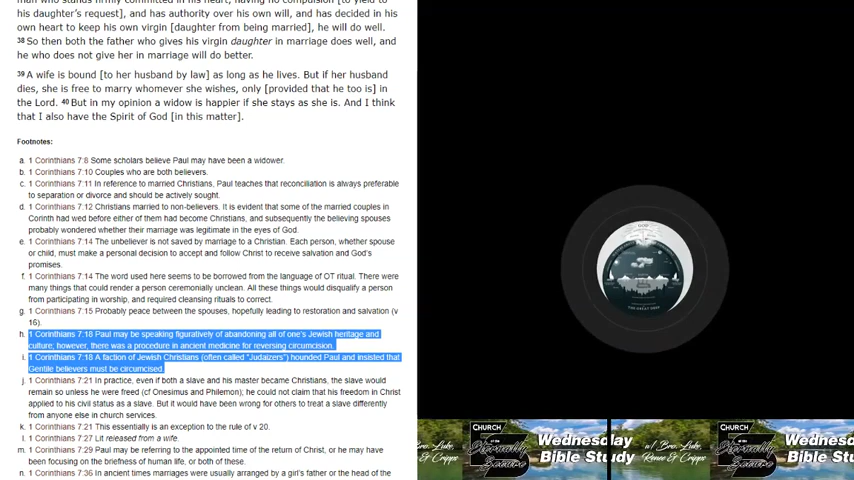 man who stands firmly committed in his heart, having no compulsion [to yield to
his daughter's request], and has authority over his own will, and has decided in his
own heart to keep his own virgin [daughter from being married], he will do well.
38 So then both the father who gives his virgin daughter in marriage does well, and
he who does not give her in marriage will do better.
39 A wife is bound [to her husband by law] as long as he lives. But if her husband
dies, she is free to marry whomever she wishes, only [provided that he too is] in
the Lord. 40 But in my opinion a widow is happier if she stays as she is. And I think
that I also have the Spirit of God [in this matter].
Footnotes:
a. 1 Corinthians 7:8 Some scholars believe Paul may have been a widower.
b. 1 Corinthians 7:10 Couples who are both believers.
c. 1 Corinthians 7:11 In reference to married Christians, Paul teaches that reconciliation is always preferable
to separation or divorce and should be actively sought.
d. 1 Corinthians 7:12 Christians married to non-believers. It is evident that some of the married couples in
Corinth had wed before either of them had become Christians, and subsequently the believing spouses
probably wondered whether their marriage was legitimate in the eyes of God.
e. 1 Corinthians 7:14 The unbeliever is not saved by marriage to a Christian. Each person, whether spouse
or child, must make a personal decision to accept and follow Christ to receive salvation and God's
promises.
f. 1 Corinthians 7:14 The word used here seems to be borrowed from the language of OT ritual. There were
many things that could render a person ceremonially unclean. All these things would disqualify a person
from participating in worship, and required cleansing rituals to correct.
g. 1 Corinthians 7:15 Probably peace between the spouses, hopefully leading to restoration and salvation (v
16).
h. 1 Corinthians 7:18 Paul may be speaking figuratively of abandoning all of one's Jewish heritage and
culture; however, there was a procedure in ancient medicine for reversing circumcision.
i. 1 Corinthians 7:18 A faction of Jewish Christians (often called "Judaizers") hounded Paul and insisted that
Gentile believers must be circumcised.
j. 1 Corinthians 7:21 In practice, even if both a slave and his master became Christians, the slave would
remain so unless he were freed (cf Onesimus and Philemon); he could not claim that his freedom in Christ
applied to his civil status as a slave. But it would have been wrong for others to treat a slave differently
from anyone else in church services.
k. 1 Corinthians 7:21 This essentially is an exception to the rule of v 20.
l. 1 Corinthians 7:27 Lit released from a wife.
m. 1 Corinthians 7:29 Paul may be referring to the appointed time of the return of Christ, or he may have
been focusing on the briefness of human life, or both of these.
n. 1 Corinthians 7:36 In ancient times marriages were usually arranged by a girl's father or the head of the
GOD
THE GREAT DEEP
Bro. Luke,
& Cripps
CHURCH
of the
Eternally
Secure
Wednesday
Bible Study
w/ Bro. Luke,
Renee & Cripps
CHURCH
of the
Eternally
Secure
Wednes
Bible St